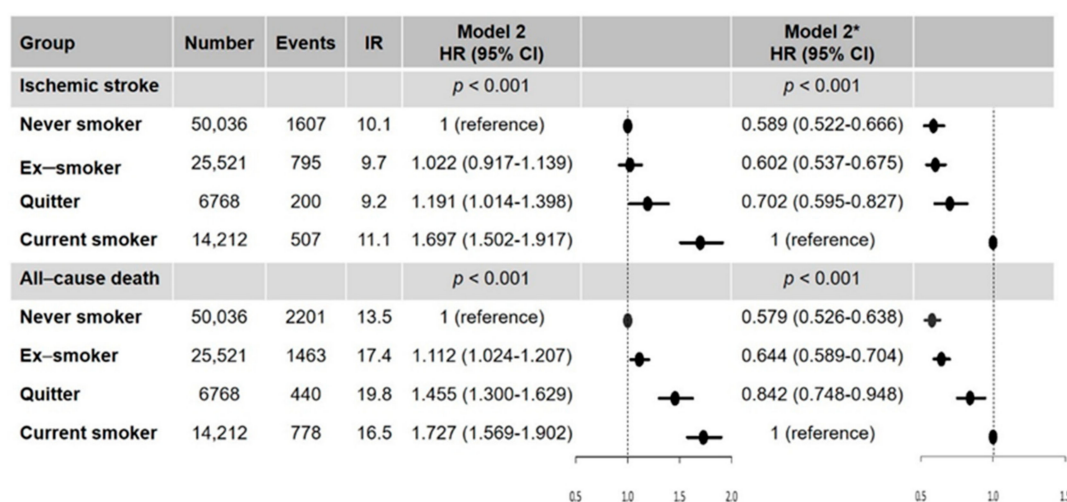 Group Number Events IR Model 2 HR (95% CI) Model 2* HR (95% CI)
Ischemic stroke p < 0.001 p < 0.001
Never smoker 50,036 1607 10.1 1 (reference) 0.589 (0.522-0.666)
Ex–smoker 25,521 795 9.7 1.022 (0.917-1.139) 0.602 (0.537-0.675)
Quitter 6768 200 9.2 1.191 (1.014-1.398) 0.702 (0.595-0.827)
Current smoker 14,212 507 11.1 1.697 (1.502-1.917) 1 (reference)
All–cause death p < 0.001 p < 0.001
Never smoker 50,036 2201 13.5 1 (reference) 0.579 (0.526-0.638)
Ex–smoker 25,521 1463 17.4 1.112 (1.024-1.207) 0.644 (0.589-0.704)
Quitter 6768 440 19.8 1.455 (1.300-1.629) 0.842 (0.748-0.948)
Current smoker 14,212 778 16.5 1.727 (1.569-1.902) 1 (reference)
0.5 1.0 1.5 2.0 0.5 1.0 1.5